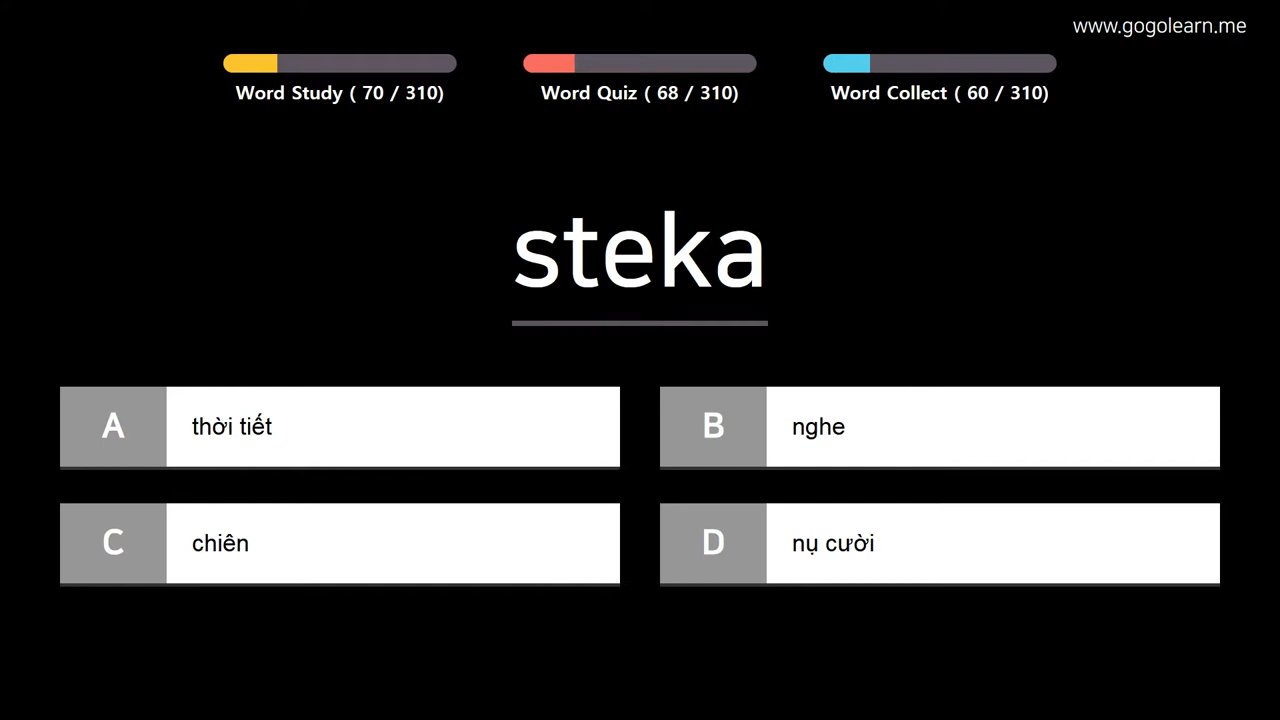 www.gogolearn.me
Word Study ( 70 / 310)
Word Quiz ( 68 / 310)
Word Collect ( 60 / 310)
steka
A thời tiết
B nghe
C chiên
D nụ cười